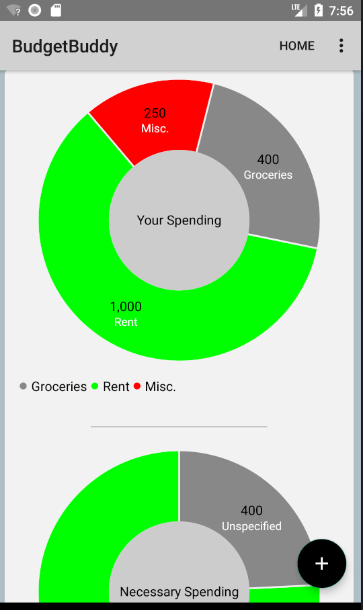 LTE 7:56
BudgetBuddy HOME
250
Misc.
400
Groceries
Your Spending
1,000
Rent
Groceries Rent Misc.
400
Unspecified
Necessary Spending